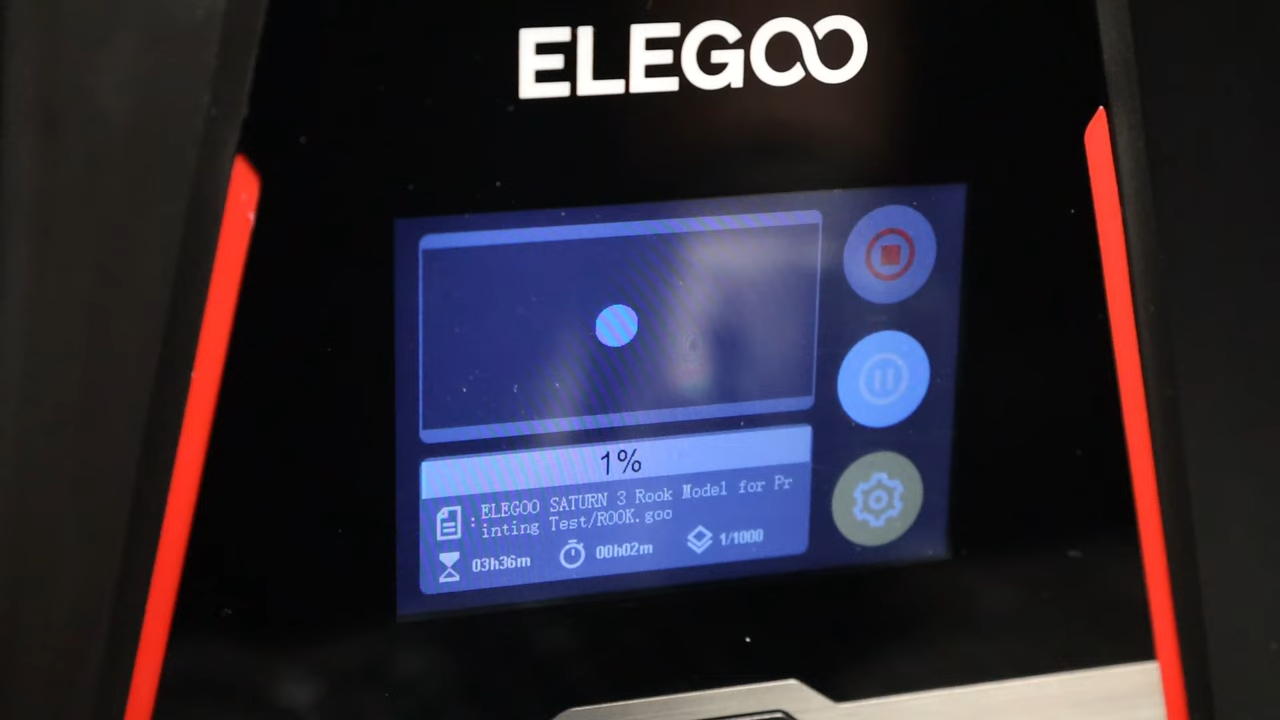 ELEGOO
1%
: ELEGOO SATURN 3 Rook Model for Pr
inting Test/ROOK.goo
03h36m 00h02m 1/1000